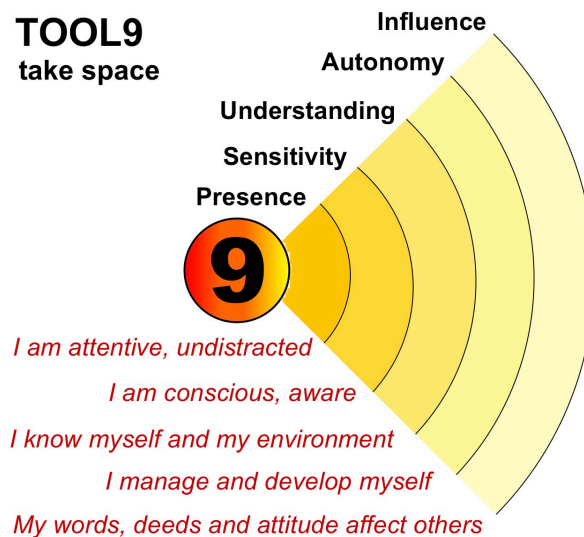 TOOL9
take space
Influence
Autonomy
Understanding
Sensitivity
Presence
9
I am attentive, undistracted
I am conscious, aware
I know myself and my environment
I manage and develop myself
My words, deeds and attitude affect others